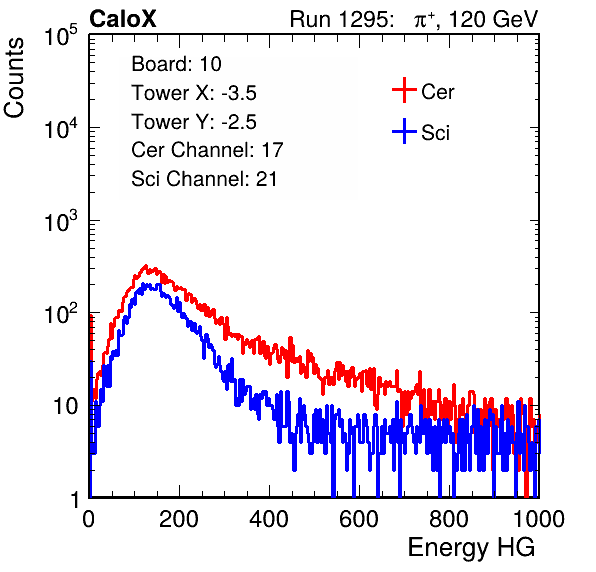 CaloX Run 1295: π⁺, 120 GeV
Counts
Board: 10
Tower X: -3.5
Tower Y: -2.5
Cer Channel: 17
Sci Channel: 21
Cer
Sci
10⁵
10⁴
10³
10²
10
1
0 200 400 600 800 1000
Energy HG